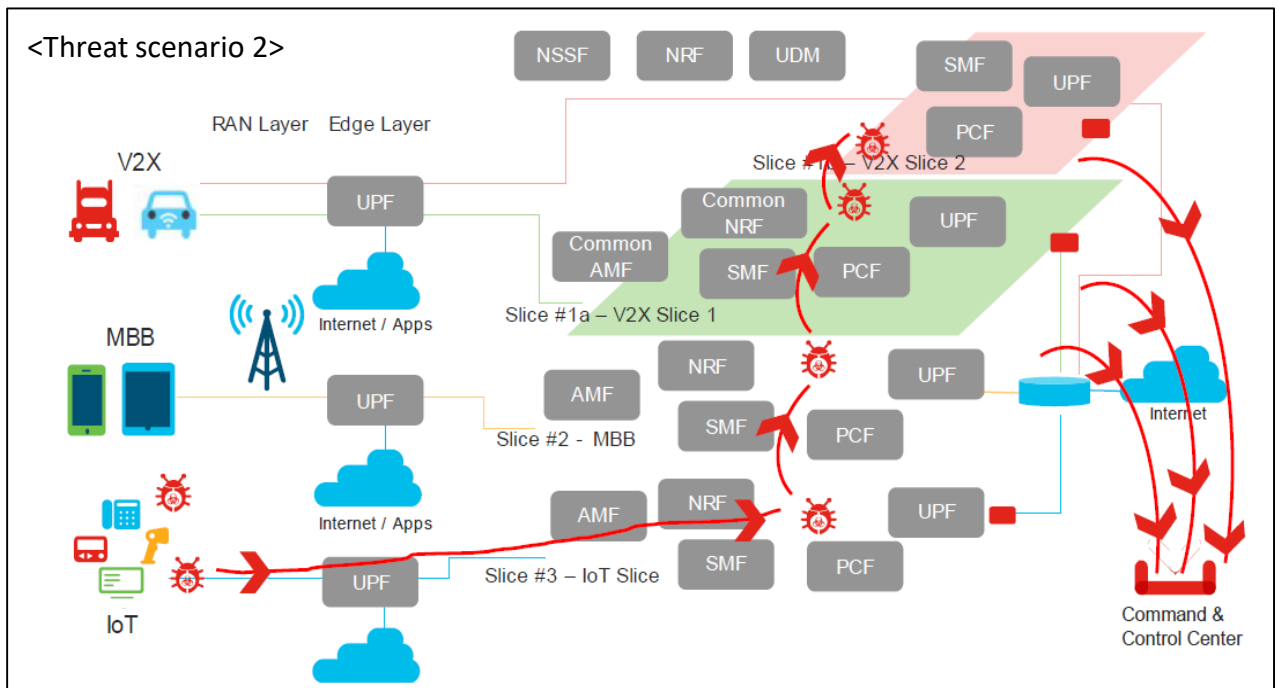 <Threat scenario 2>
NSSF
NRF
UDM
SMF
UPF
PCF
RAN Layer
Edge Layer
V2X
UPF
Internet / Apps
Slice #1b – V2X Slice 2
Common
NRF
UPF
Common
AMF
SMF
PCF
Slice #1a – V2X Slice 1
MBB
UPF
Internet / Apps
NRF
UPF
AMF
SMF
PCF
Slice #2 - MBB
Internet
IoT
UPF
NRF
UPF
AMF
SMF
PCF
Slice #3 – IoT Slice
Command &
Control Center